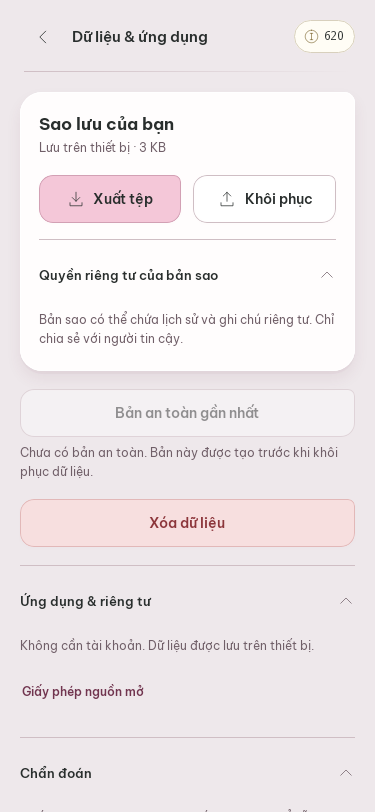 Dữ liệu & ứng dụng
620
Sao lưu của bạn
Lưu trên thiết bị · 3 KB
Xuất tệp
Khôi phục
Quyền riêng tư của bản sao
Bản sao có thể chứa lịch sử và ghi chú riêng tư. Chỉ
chia sẻ với người tin cậy.
Bản an toàn gần nhất
Chưa có bản an toàn. Bản này được tạo trước khi khôi
phục dữ liệu.
Xóa dữ liệu
Ứng dụng & riêng tư
Không cần tài khoản. Dữ liệu được lưu trên thiết bị.
Giấy phép nguồn mở
Chẩn đoán